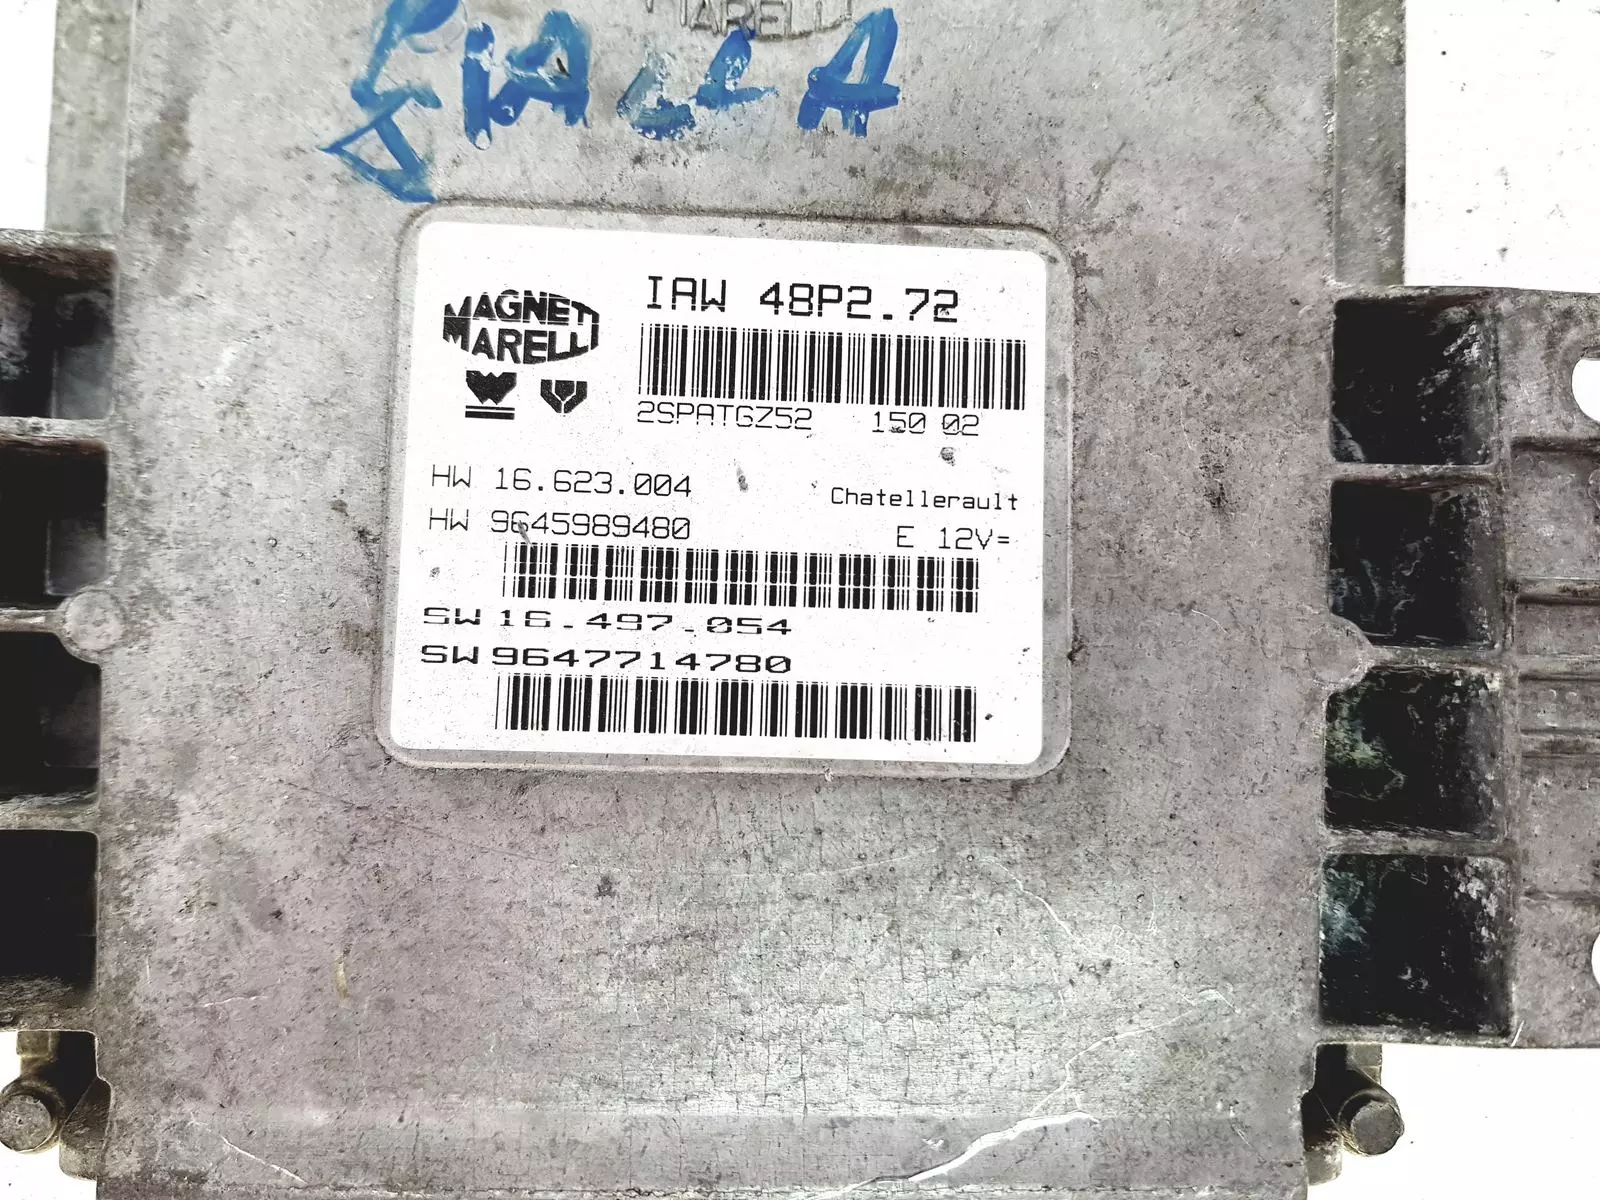 MARELLI
MAGNETI
MARELLI
IAW 48P2.72
2SPATGZ52 150 02
HW 16.623.004
Chatellerault
HW 9645989480
E 12V=
SW 16.497.054
SW 9647714780